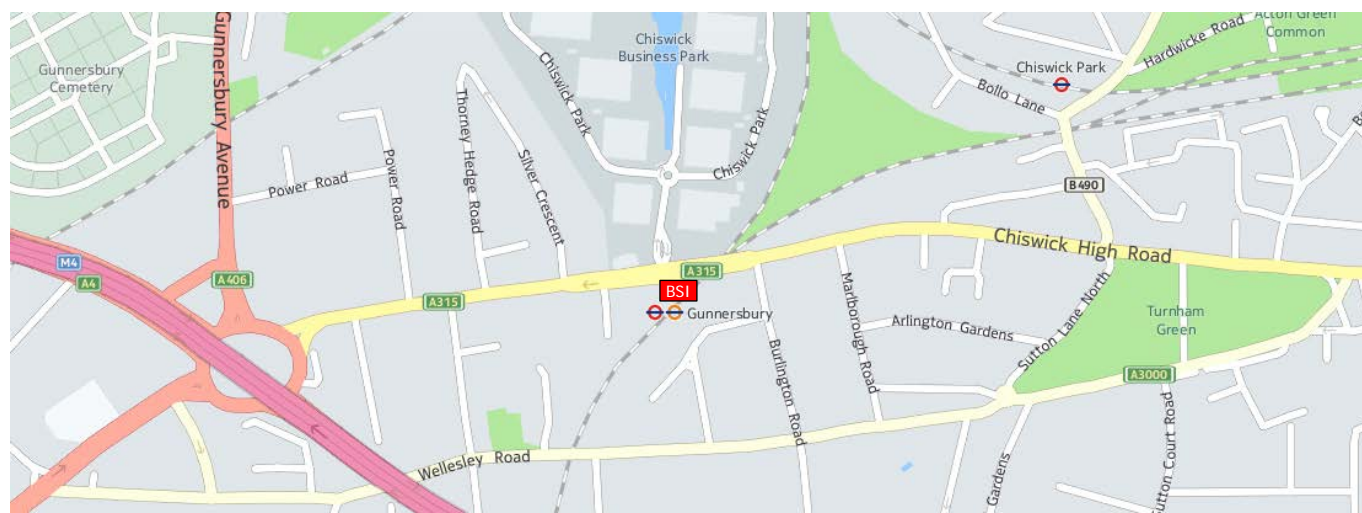 Gunnersbury
Cemetery
Gunnersbury Avenue
Chiswick
Business Park
Acton Green
Common
Hardwicke Road
Chiswick Park
Bollo Lane
Thorney Hedge Road
Silver Crescent
Chiswick Park
Chiswick Park
Power Road
Power Road
B490
Chiswick High Road
M4
A4
A406
A315
A315
BSI
Gunnersbury
Marlborough Road
Arlington Gardens
Sutton Lane North
Turnham
Green
Burlington Road
A3000
Wellesley Road
Gardens
Sutton Court Road